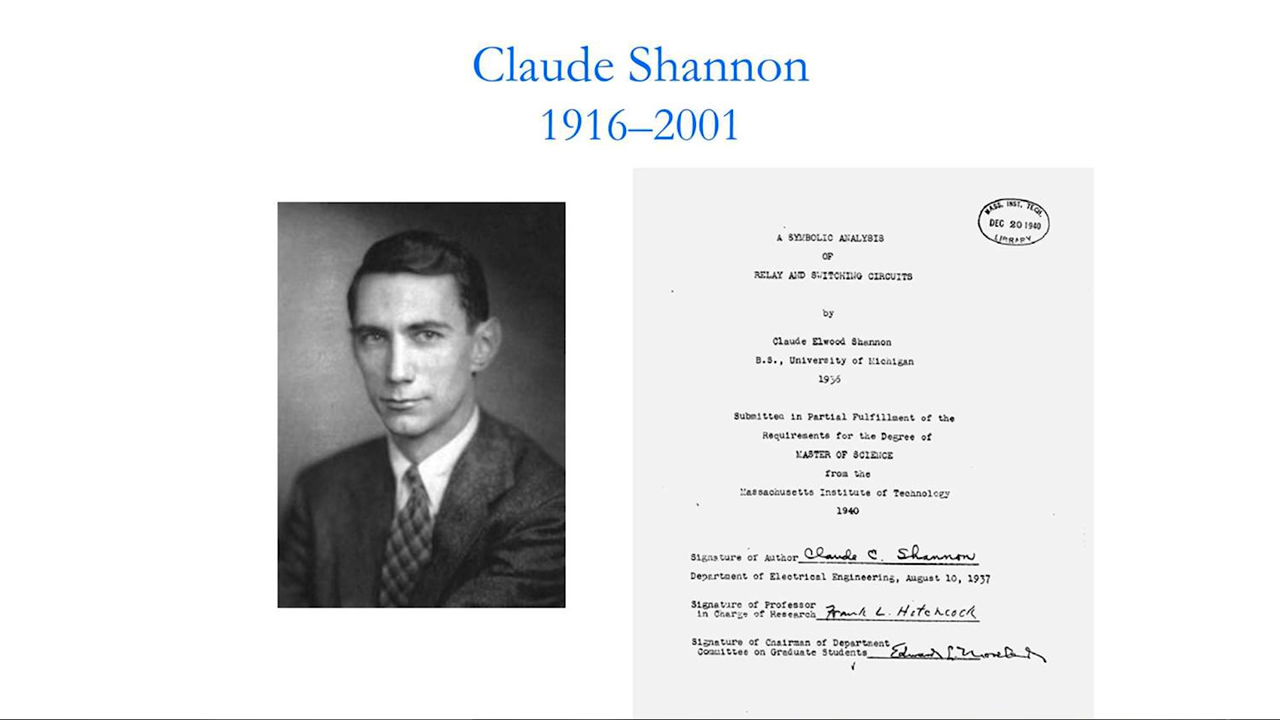 Claude Shannon
1916–2001
MASS. INST. TECH.
DEC 20 1940
LIBRARY
A SYMBOLIC ANALYSIS
OF
RELAY AND SWITCHING CIRCUITS
by
Claude Elwood Shannon
B.S., University of Michigan
1936
Submitted in Partial Fulfillment of the
Requirements for the Degree of
MASTER OF SCIENCE
from the
Massachusetts Institute of Technology
1940
Signature of Author Claude C. Shannon
Department of Electrical Engineering, August 10, 1937
Signature of Professor
in Charge of Research Frank L. Hitchcock
Signature of Chairman of Department
Committee on Graduate Students Edward